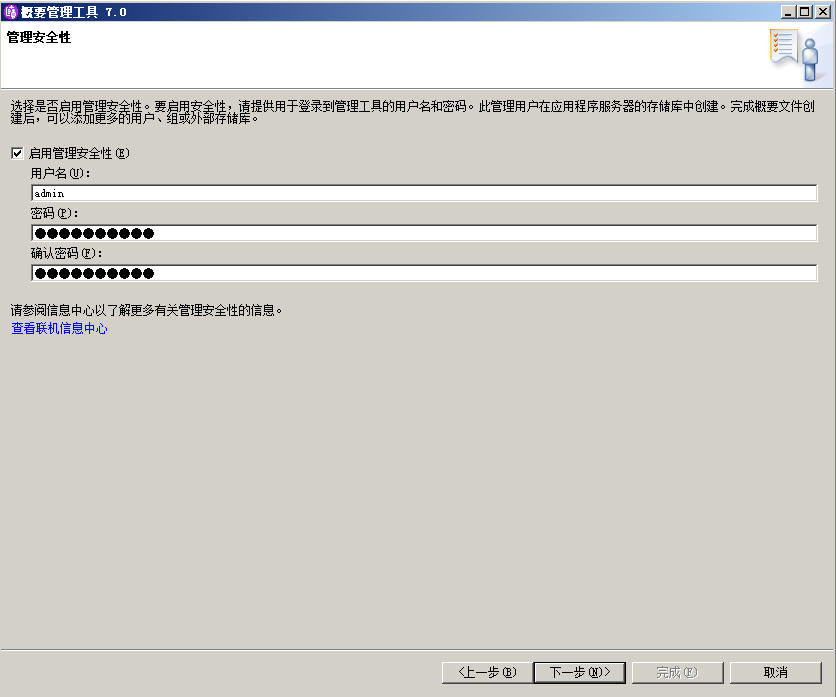 概要管理工具 7.0
管理安全性
选择是否启用管理安全性。要启用安全性，请提供用于登录到管理工具的用户名和密码。此管理用户在应用程序服务器的存储库中创建。完成概要文件创
建后，可以添加更多的用户、组或外部存储库。
启用管理安全性(E)
用户名(U)：
admin
密码(P)：
●●●●●●●●●●
确认密码(F)：
●●●●●●●●●●
请参阅信息中心以了解更多有关管理安全性的信息。
查看联机信息中心
<上一步(B) 下一步(N)> 完成(F) 取消